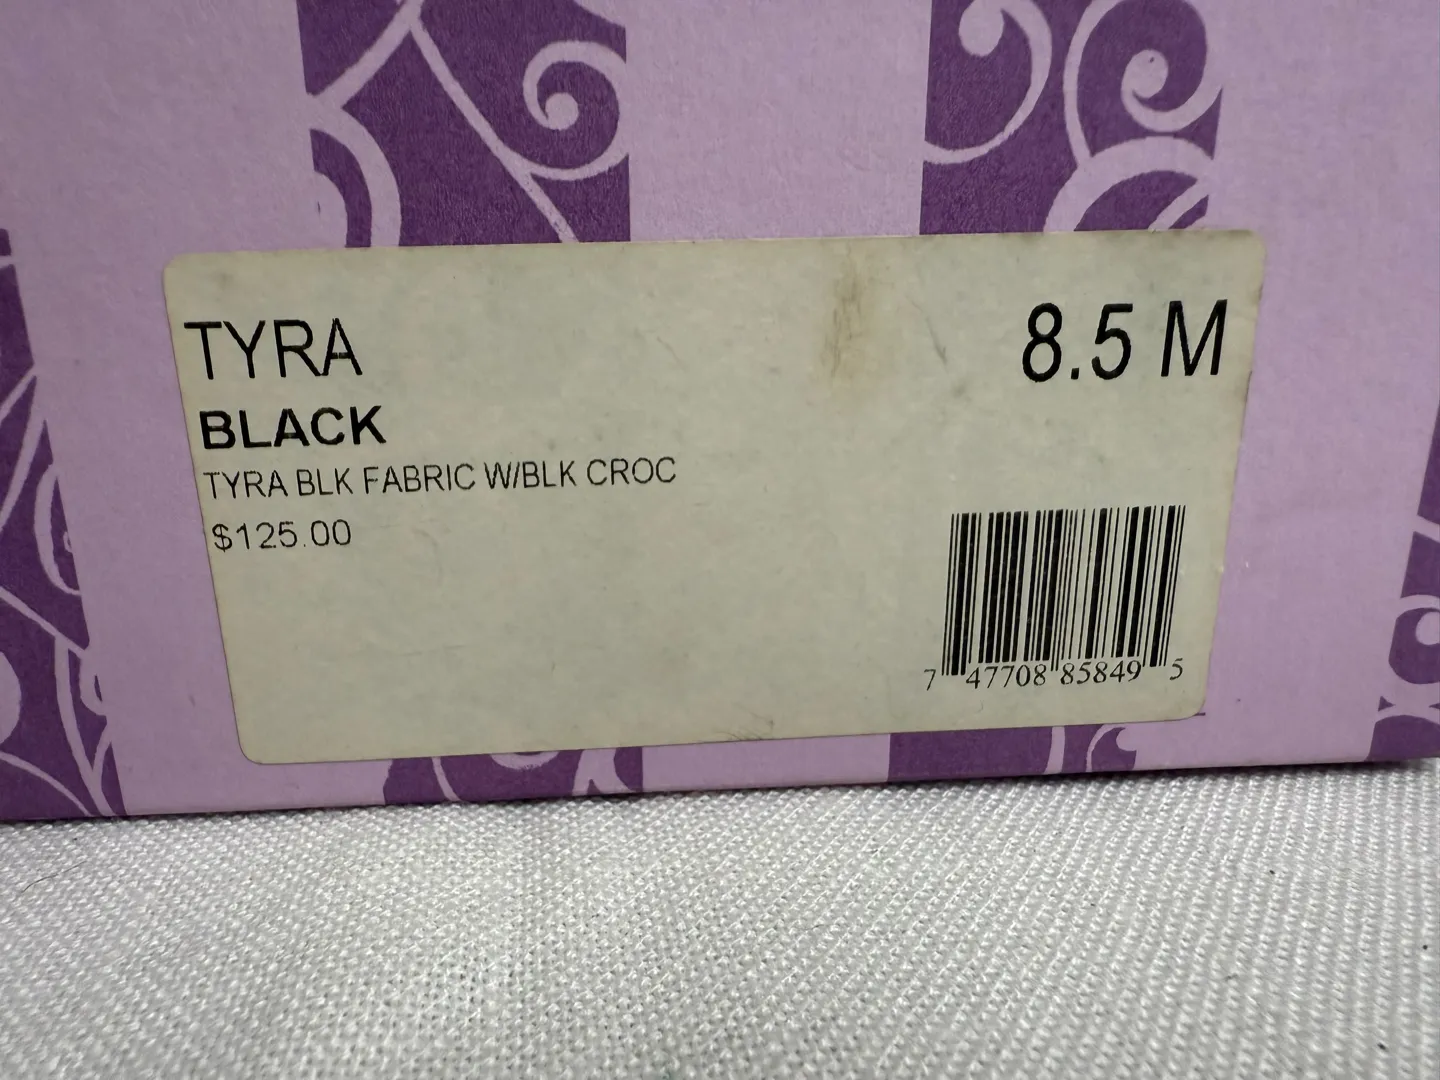 TYRA
8.5 M
BLACK
TYRA BLK FABRIC W/BLK CROC
$125.00
7 47708 85849 5